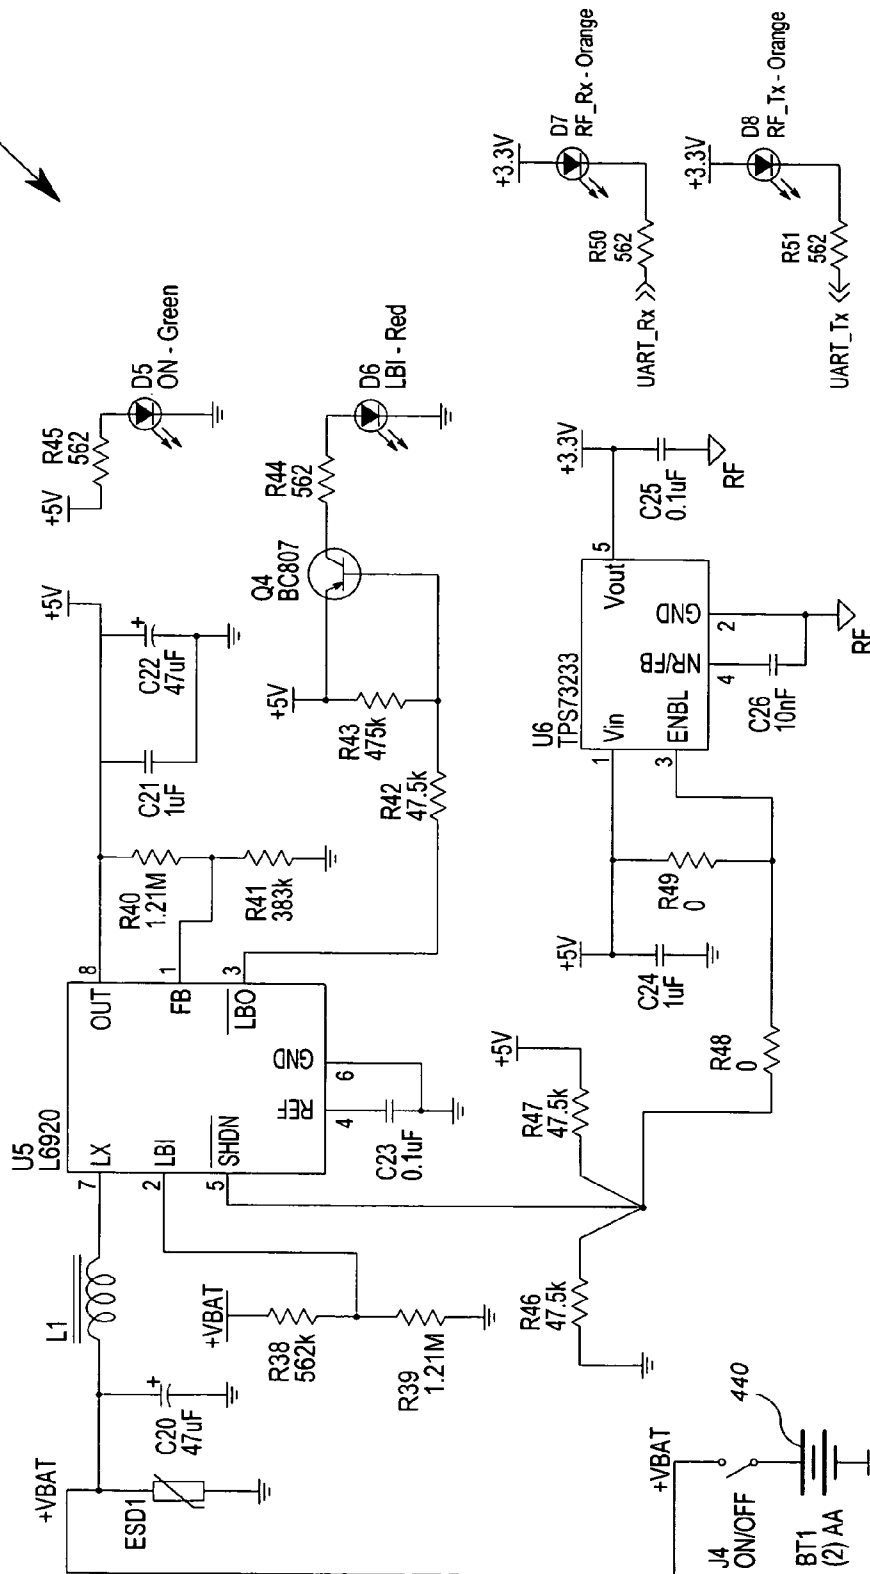 +VBAT
ESD1
C20
47uF
L1
U5
L6920
7
LX
2
LBI
5
SHDN
OUT
8
FB
1
LBO
3
REF
4
GND
6
C23
0.1uF
+VBAT
R38
562k
R39
1.21M
R40
1.21M
R41
383k
C21
1uF
C22
47uF
+5V
+5V
R45
562
D5
ON - Green
+5V
R43
475k
R42
47.5k
Q4
BC807
R44
562
D6
LBI - Red
R46
47.5k
R47
47.5k
+5V
R48
0
R49
0
+5V
C24
1uF
U6
TPS73233
1
Vin
3
ENBL
Vout
5
NR/FB
4
GND
2
C26
10nF
RF
+3.3V
C25
0.1uF
RF
+3.3V
D7
RF_Rx - Orange
R50
562
UART_Rx
+3.3V
D8
RF_Tx - Orange
R51
562
UART_Tx
+VBAT
J4
ON/OFF
BT1
(2) AA
440